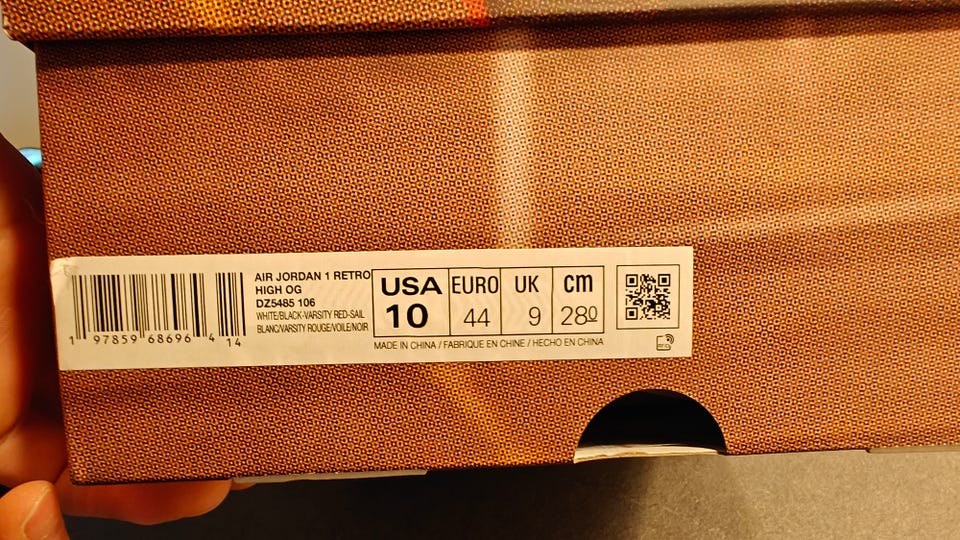 AIR JORDAN 1 RETRO
HIGH OG
DZ5485 106
WHITE/BLACK-VARSITY RED-SAIL
BLANC/VARSITY ROUGE/VOILE/NOIR
1 97859 68696 4 14
USA EURO UK cm
10 44 9 280
MADE IN CHINA / FABRIQUE EN CHINE / HECHO EN CHINA